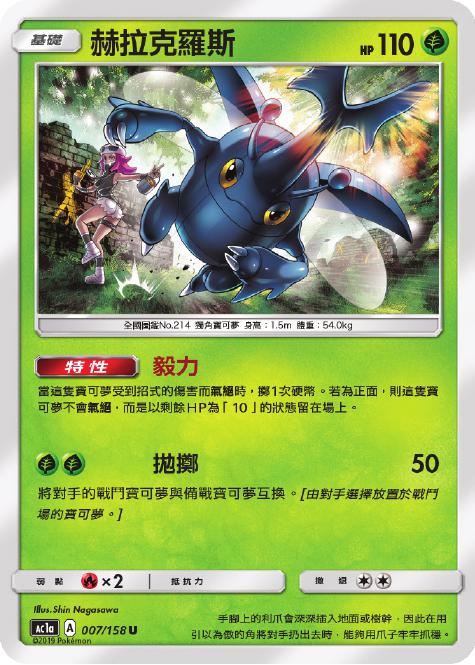 基礎 赫拉克羅斯 HP 110
全國圖鑑No.214 獨角寶可夢 身高：1.5m 體重：54.0kg
特性 毅力
當這隻寶可夢受到招式的傷害而氣絕時，擲1次硬幣。若為正面，則這隻寶
可夢不會氣絕，而是以剩餘HP為「10」的狀態留在場上。
拋擲 50
將對手的戰鬥寶可夢與備戰寶可夢互換。[由對手選擇放置於戰鬥
場的寶可夢。]
弱點 ×2 抵抗力 撤退
Illus.Shin Nagasawa
AC1a A 007/158 U
©2019 Pokémon
手腳上的利爪會深深插入地面或樹幹，因此在用
引以為傲的角將對手扔出去時，能夠用爪子牢牢抓穩。